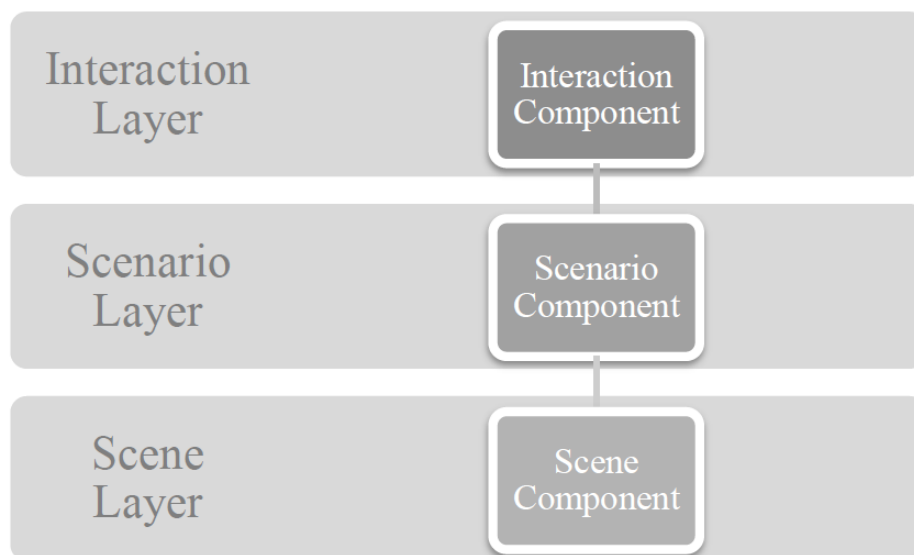 Interaction
Layer
Interaction
Component
Scenario
Layer
Scenario
Component
Scene
Layer
Scene
Component